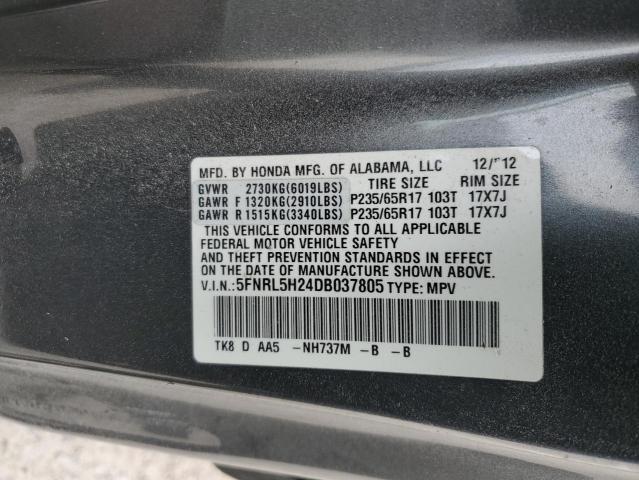 MFD. BY HONDA MFG. OF ALABAMA, LLC 12/12
GVWR 2730KG(6019LBS) TIRE SIZE RIM SIZE
GAWR F 1320KG(2910LBS) P235/65R17 103T 17X7J
GAWR R 1515KG(3340LBS) P235/65R17 103T 17X7J
THIS VEHICLE CONFORMS TO ALL APPLICABLE
FEDERAL MOTOR VEHICLE SAFETY
AND THEFT PREVENTION STANDARDS IN EFFECT
ON THE DATE OF MANUFACTURE SHOWN ABOVE.
V.I.N.: 5FNRL5H24DB037805 TYPE: MPV
TK8 D AA5 -NH737M -B -B